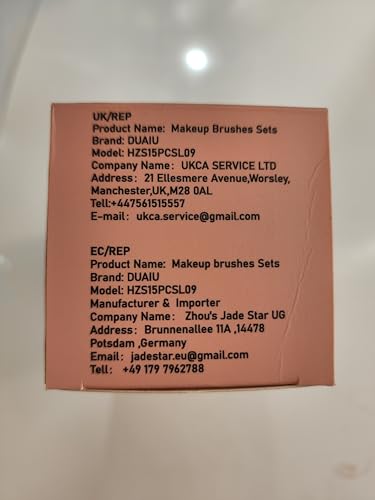 UK/REP
Product Name: Makeup Brushes Sets
Brand: DUAIU
Model: HZS15PCSL09
Company Name: UKCA SERVICE LTD
Address: 21 Ellesmere Avenue,Worsley,
Manchester,UK,M28 0AL
Tell:+447561515557
E-mail: ukca.service@gmail.com
EC/REP
Product Name: Makeup brushes Sets
Brand: DUAIU
Model: HZS15PCSL09
Manufacturer & Importer
Company Name: Zhou's Jade Star UG
Address: Brunnenallee 11A ,14478
Potsdam ,Germany
Email: jadestar.eu@gmail.com
Tell: +49 179 7962788